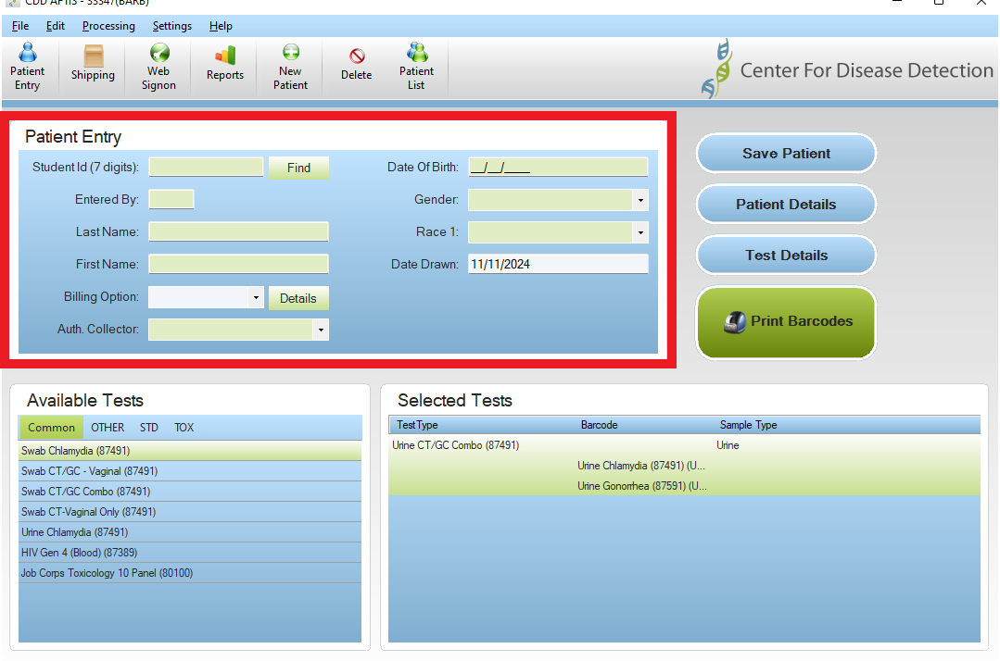 CDD APTIS - 33347(BARB)
File Edit Processing Settings Help
Patient Entry
Shipping
Web Signon
Reports
New Patient
Delete
Patient List
Center For Disease Detection
Patient Entry
Student Id (7 digits): Find
Date Of Birth: __/__/____
Entered By:
Gender:
Last Name:
Race 1:
First Name:
Date Drawn: 11/11/2024
Billing Option: Details
Auth. Collector:
Save Patient
Patient Details
Test Details
Print Barcodes
Available Tests
Common OTHER STD TOX
Swab Chlamydia (87491)
Swab CT/GC - Vaginal (87491)
Swab CT/GC Combo (87491)
Swab CT-Vaginal Only (87491)
Urine Chlamydia (87491)
HIV Gen 4 (Blood) (87389)
Job Corps Toxicology 10 Panel (80100)
Selected Tests
TestType Barcode Sample Type
Urine CT/GC Combo (87491) Urine
Urine Chlamydia (87491) (U...
Urine Gonorrhea (87591) (U...